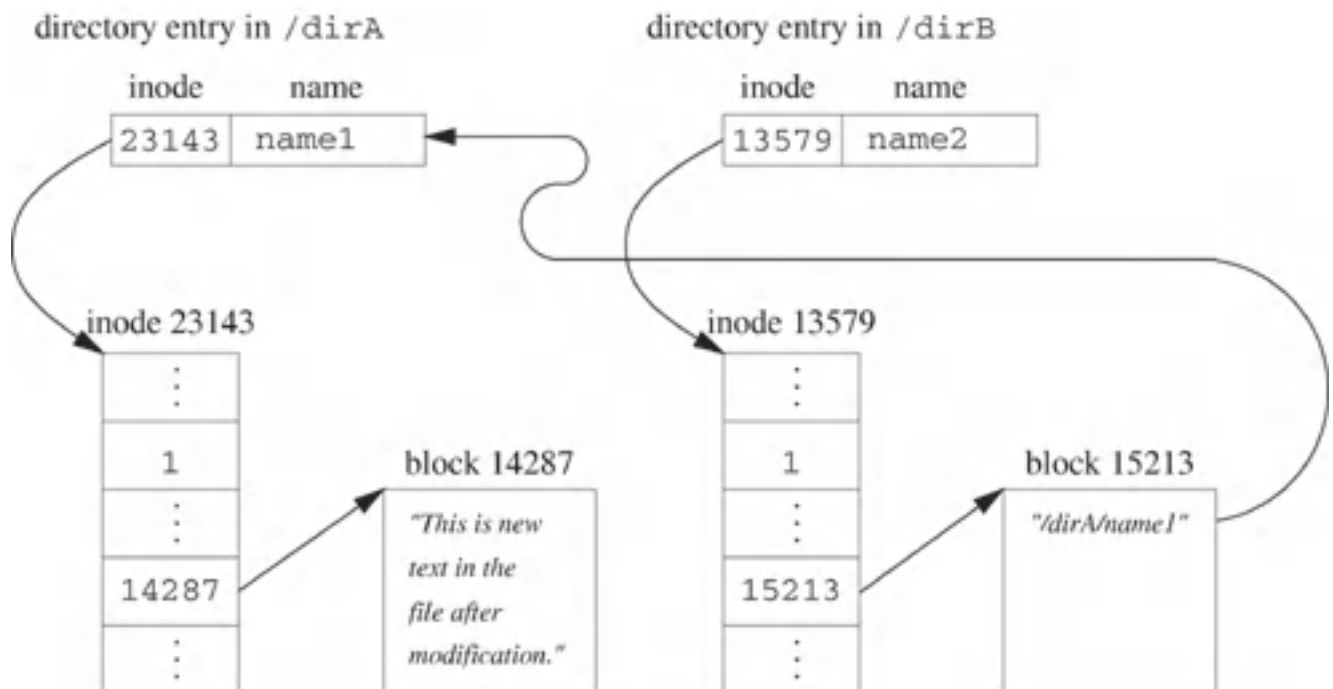 directory entry in /dirA
directory entry in /dirB
inode name
inode name
23143 name1
13579 name2
inode 23143
inode 13579
⋮
⋮
1
1
block 14287
block 15213
⋮
⋮
"This is new
text in the
file after
modification."
"/dirA/name1"
14287
15213
⋮
⋮